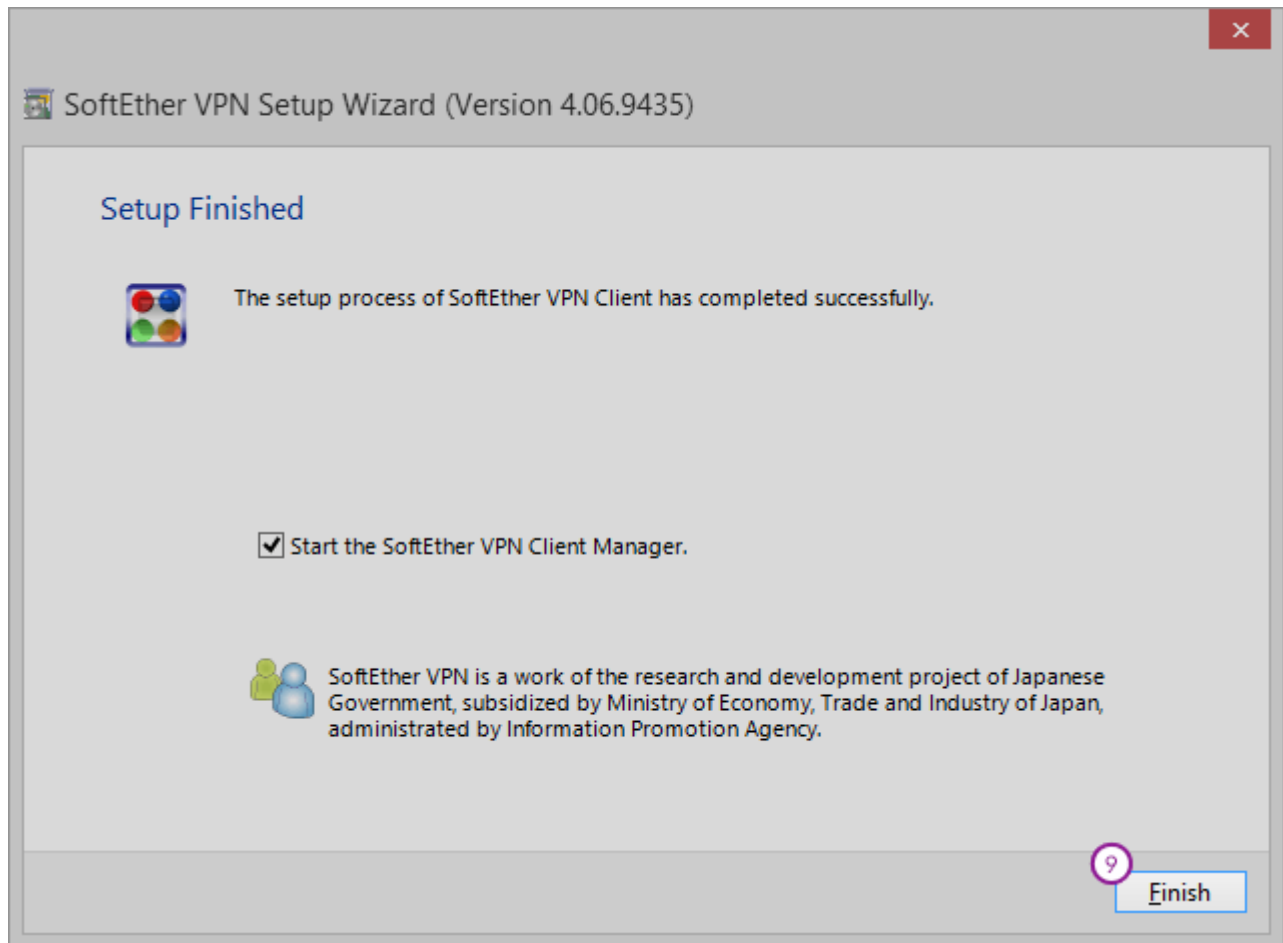 SoftEther VPN Setup Wizard (Version 4.06.9435)
Setup Finished
The setup process of SoftEther VPN Client has completed successfully.
Start the SoftEther VPN Client Manager.
SoftEther VPN is a work of the research and development project of Japanese
Government, subsidized by Ministry of Economy, Trade and Industry of Japan,
administrated by Information Promotion Agency.
9
Finish